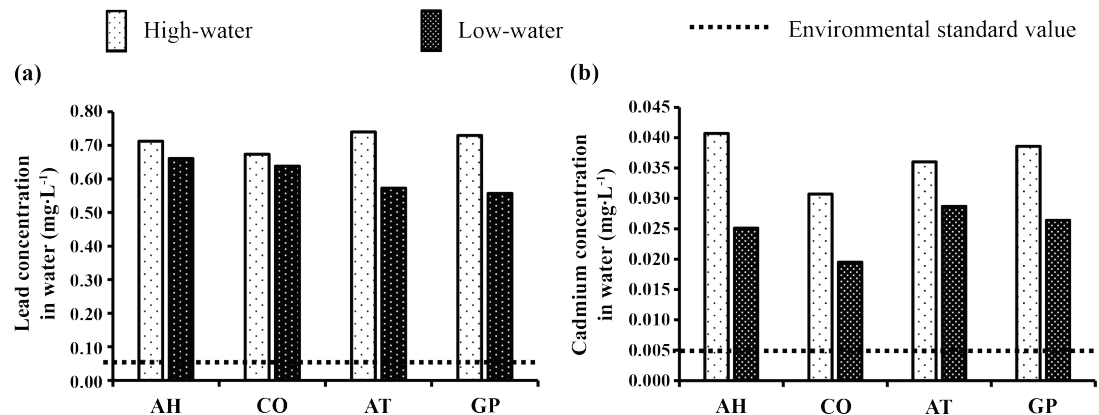 High-water
Low-water
Environmental standard value
(a)
Lead concentration
in water (mg·L⁻¹)
0.80
0.70
0.60
0.50
0.40
0.30
0.20
0.10
0.00
AH
CO
AT
GP
(b)
Cadmium concentration
in water (mg·L⁻¹)
0.045
0.040
0.035
0.030
0.025
0.020
0.015
0.010
0.005
0.000
AH
CO
AT
GP